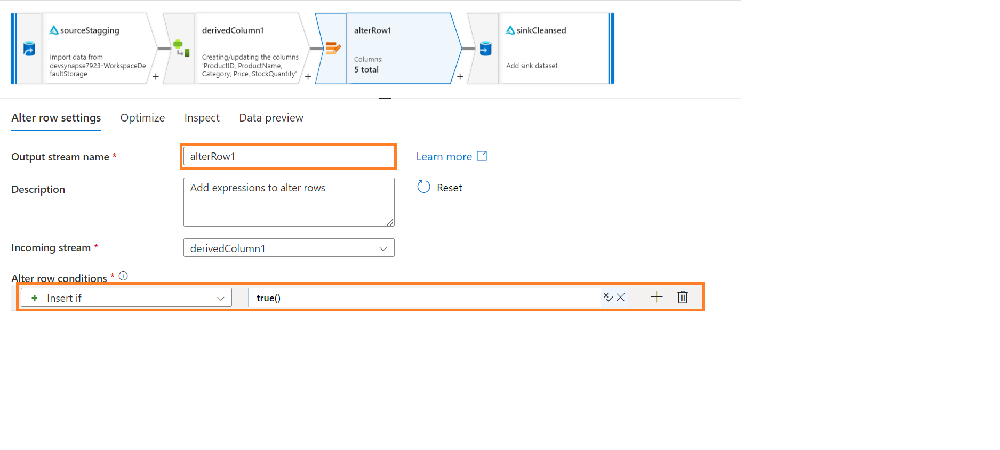 sourceStagging
Import data from
devsynapse7923-WorkspaceDe
faultStorage
+
derivedColumn1
Creating/updating the columns
'ProductID, ProductName,
Category, Price, StockQuantity'
+
alterRow1
Columns:
5 total
+
sinkCleansed
Add sink dataset
Alter row settings
Optimize
Inspect
Data preview
Output stream name *
alterRow1
Learn more
Description
Add expressions to alter rows
Reset
Incoming stream *
derivedColumn1
Alter row conditions *
Insert if
true()